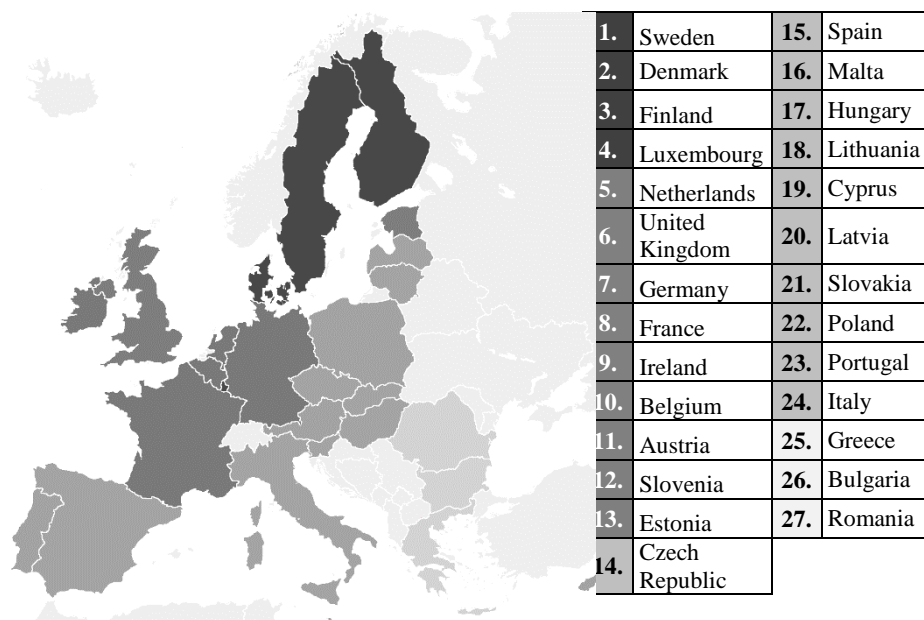 1. Sweden
2. Denmark
3. Finland
4. Luxembourg
5. Netherlands
6. United
Kingdom
7. Germany
8. France
9. Ireland
10. Belgium
11. Austria
12. Slovenia
13. Estonia
14. Czech
Republic
15. Spain
16. Malta
17. Hungary
18. Lithuania
19. Cyprus
20. Latvia
21. Slovakia
22. Poland
23. Portugal
24. Italy
25. Greece
26. Bulgaria
27. Romania